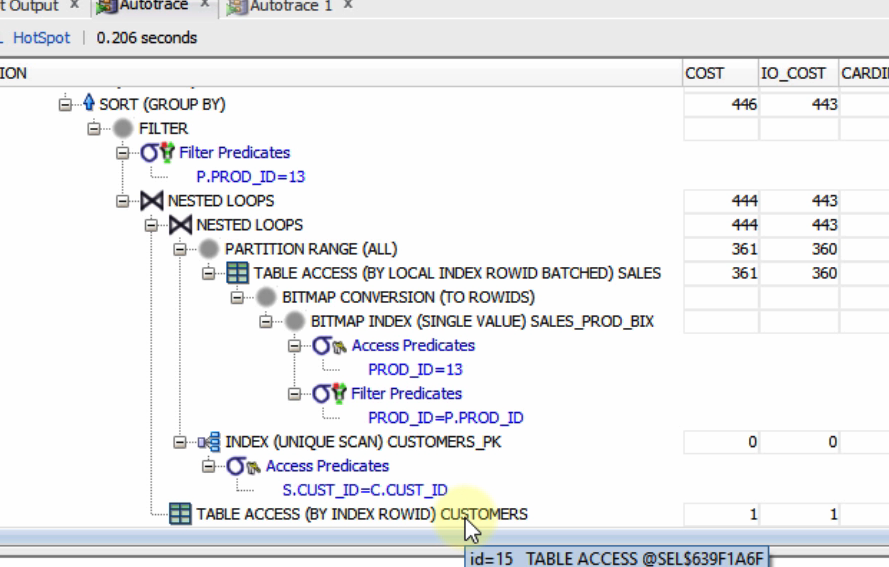 t Output x Autotrace x Autotrace 1 x
L HotSpot | 0.206 seconds
ION COST IO_COST CARDI
SORT (GROUP BY) 446 443
FILTER
Filter Predicates
P.PROD_ID=13
NESTED LOOPS 444 443
NESTED LOOPS 444 443
PARTITION RANGE (ALL) 361 360
TABLE ACCESS (BY LOCAL INDEX ROWID BATCHED) SALES 361 360
BITMAP CONVERSION (TO ROWIDS)
BITMAP INDEX (SINGLE VALUE) SALES_PROD_BIX
Access Predicates
PROD_ID=13
Filter Predicates
PROD_ID=P.PROD_ID
INDEX (UNIQUE SCAN) CUSTOMERS_PK 0 0
Access Predicates
S.CUST_ID=C.CUST_ID
TABLE ACCESS (BY INDEX ROWID) CUSTOMERS 1 1
id=15 TABLE ACCESS @SEL$639F1A6F